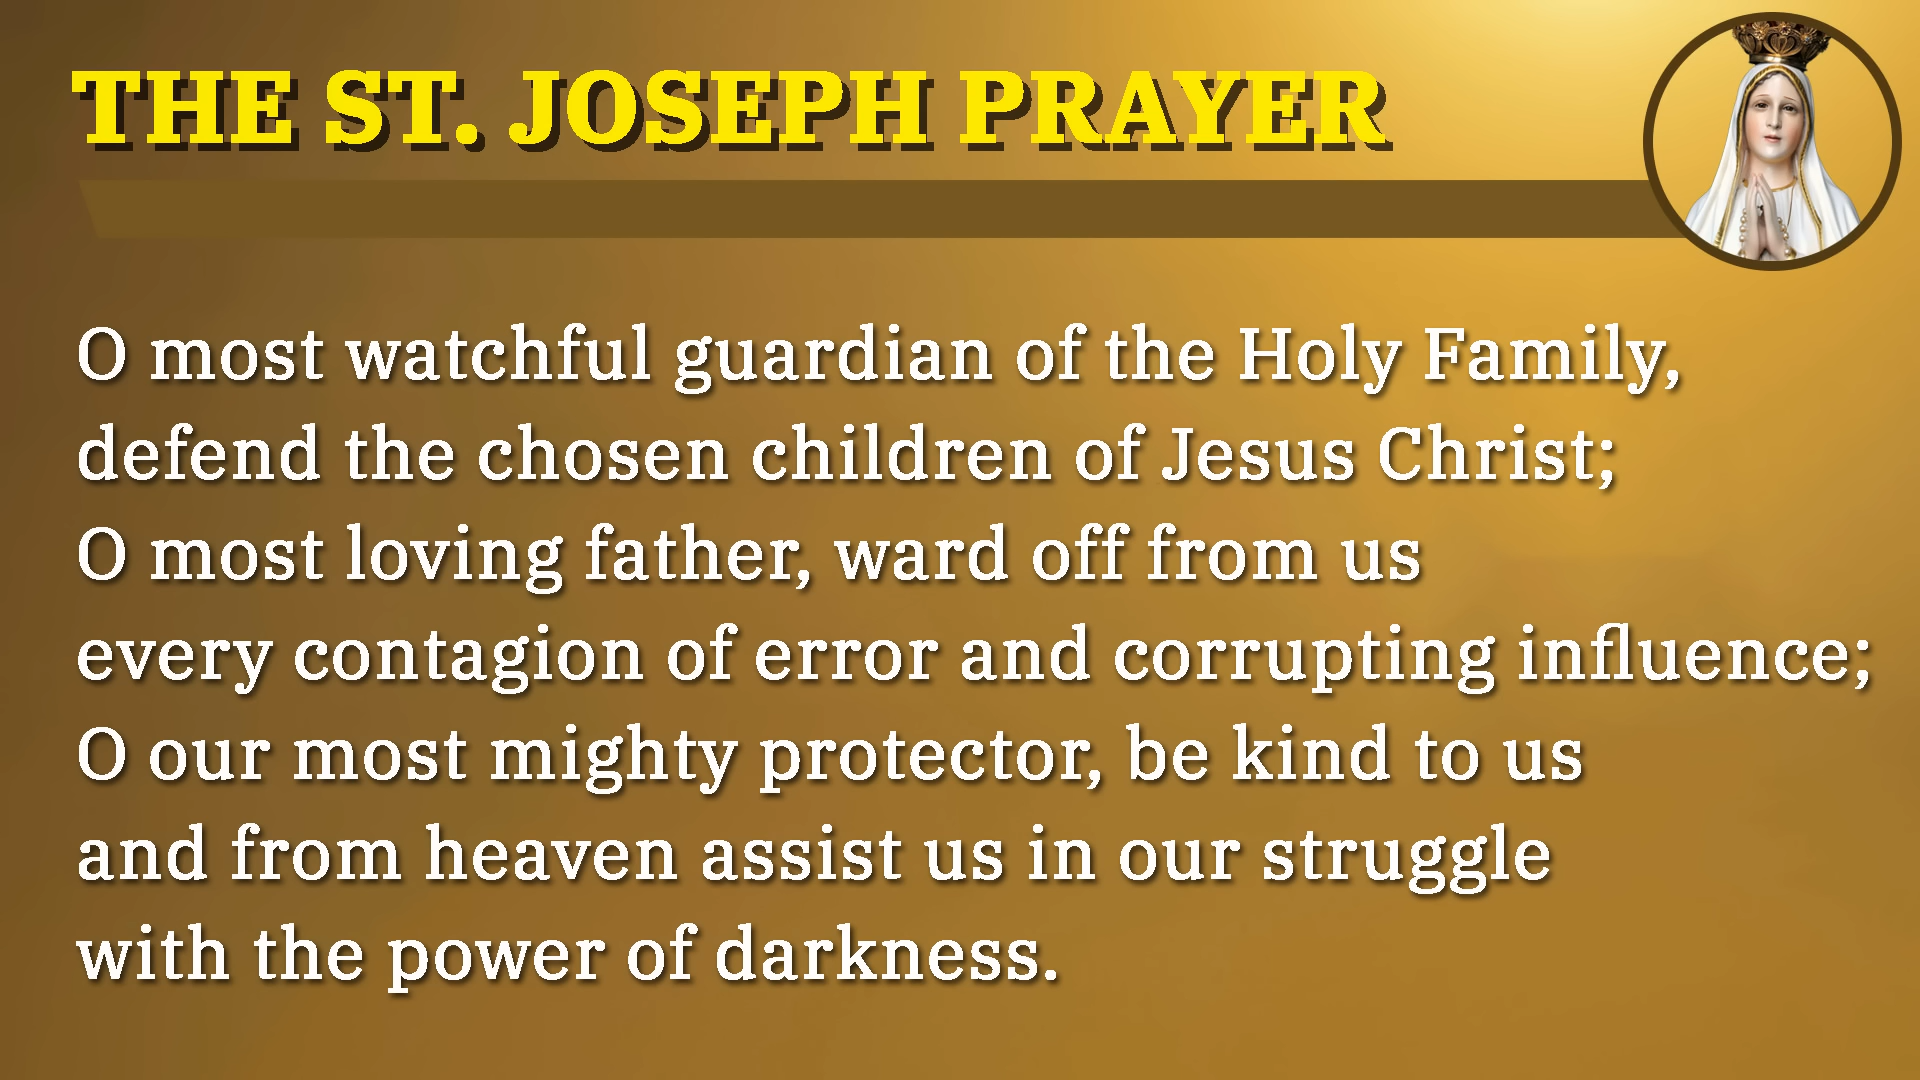 THE ST. JOSEPH PRAYER
O most watchful guardian of the Holy Family,
defend the chosen children of Jesus Christ;
O most loving father, ward off from us
every contagion of error and corrupting influence;
O our most mighty protector, be kind to us
and from heaven assist us in our struggle
with the power of darkness.